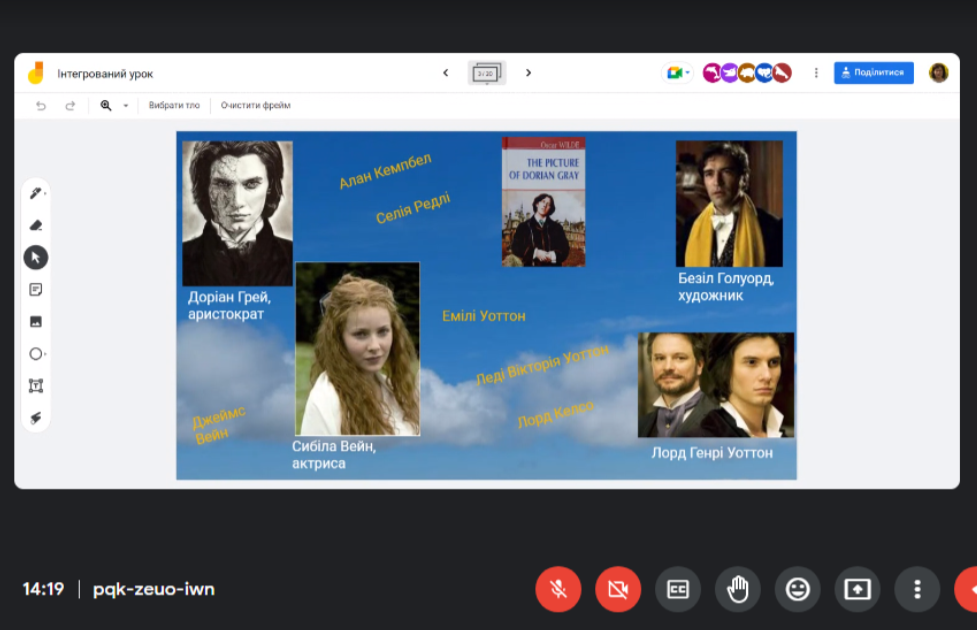 Інтегрований урок
3/20
Поділитися
Вибрати тло
Очистити фрейм
Алан Кемпбел
Селія Редлі
Oscar WILDE
THE PICTURE
OF DORIAN GRAY
Безіл Голуорд,
художник
Доріан Грей,
аристократ
Емілі Уоттон
Леді Вікторія Уоттон
Лорд Келсо
Джеймс
Вейн
Сибіла Вейн,
актриса
Лорд Генрі Уоттон
14:19
pqk-zeuo-iwn